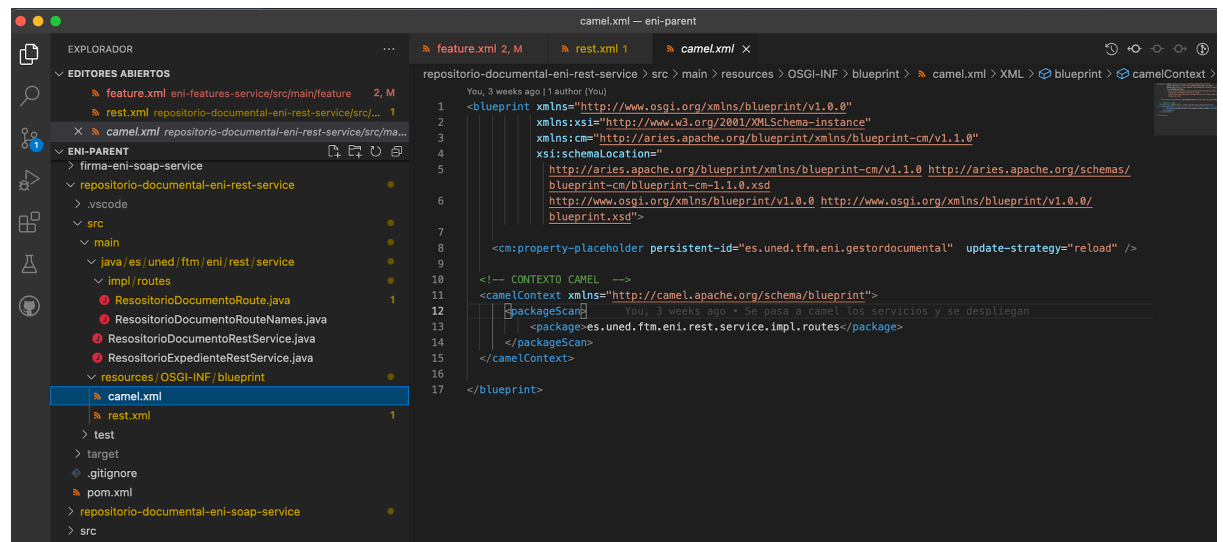 camel.xml — eni-parent
EXPLORADOR ...
feature.xml 2, M rest.xml 1 camel.xml
EDITORES ABIERTOS
feature.xml eni-features-service/src/main/feature 2, M
rest.xml repositorio-documental-eni-rest-service/src/... 1
camel.xml repositorio-documental-eni-rest-service/src/ma...
ENI-PARENT
firma-eni-soap-service
repositorio-documental-eni-rest-service
.vscode
src
main
java/es/uned/ftm/eni/rest/service
impl/routes
ResositorioDocumentoRoute.java 1
ResositorioDocumentoRouteNames.java
ResositorioDocumentoRestService.java
ResositorioExpedienteRestService.java
resources/OSGI-INF/blueprint
camel.xml
rest.xml 1
test
target
.gitignore
pom.xml
repositorio-documental-eni-soap-service
src
1
repositorio-documental-eni-rest-service > src > main > resources > OSGI-INF > blueprint > camel.xml > XML > blueprint > camelContext >
You, 3 weeks ago | 1 author (You)
1 <blueprint xmlns="http://www.osgi.org/xmlns/blueprint/v1.0.0"
2 xmlns:xsi="http://www.w3.org/2001/XMLSchema-instance"
3 xmlns:cm="http://aries.apache.org/blueprint/xmlns/blueprint-cm/v1.1.0"
4 xsi:schemaLocation="
5 http://aries.apache.org/blueprint/xmlns/blueprint-cm/v1.1.0 http://aries.apache.org/schemas/
blueprint-cm/blueprint-cm-1.1.0.xsd
6 http://www.osgi.org/xmlns/blueprint/v1.0.0 http://www.osgi.org/xmlns/blueprint/v1.0.0/
blueprint.xsd">
7
8 <cm:property-placeholder persistent-id="es.uned.tfm.eni.gestordocumental" update-strategy="reload" />
9
10 <!-- CONTEXTO CAMEL -->
11 <camelContext xmlns="http://camel.apache.org/schema/blueprint">
12 <packageScan> You, 3 weeks ago • Se pasa a camel los servicios y se despliegan
13 <package>es.uned.ftm.eni.rest.service.impl.routes</package>
14 </packageScan>
15 </camelContext>
16
17 </blueprint>